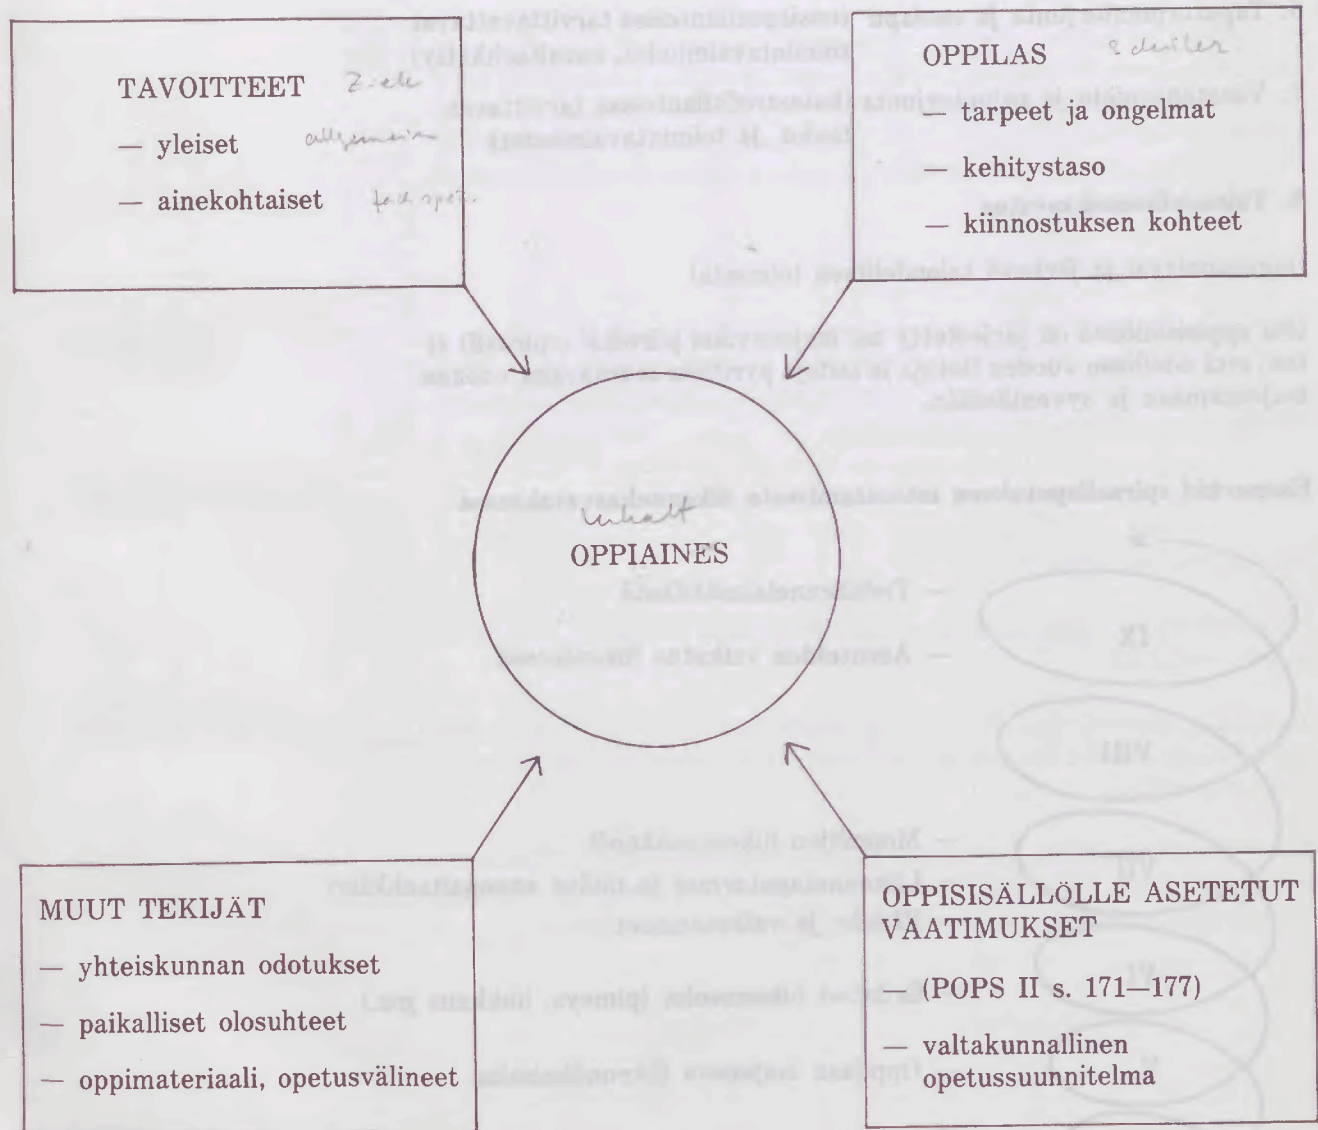 TAVOITTEET Ziele
— yleiset allgemein
— ainekohtaiset
OPPILAS
— tarpeet ja ongelmat
— kehitystaso
— kiinnostuksen kohteet
Inhalt
OPPIAINES
MUUT TEKIJÄT
— yhteiskunnan odotukset
— paikalliset olosuhteet
— oppimateriaali, opetusvälineet
OPPISISÄLLÖLLE ASETETUT
VAATIMUKSET
— (POPS II s. 171—177)
— valtakunnallinen
opetussuunnitelma